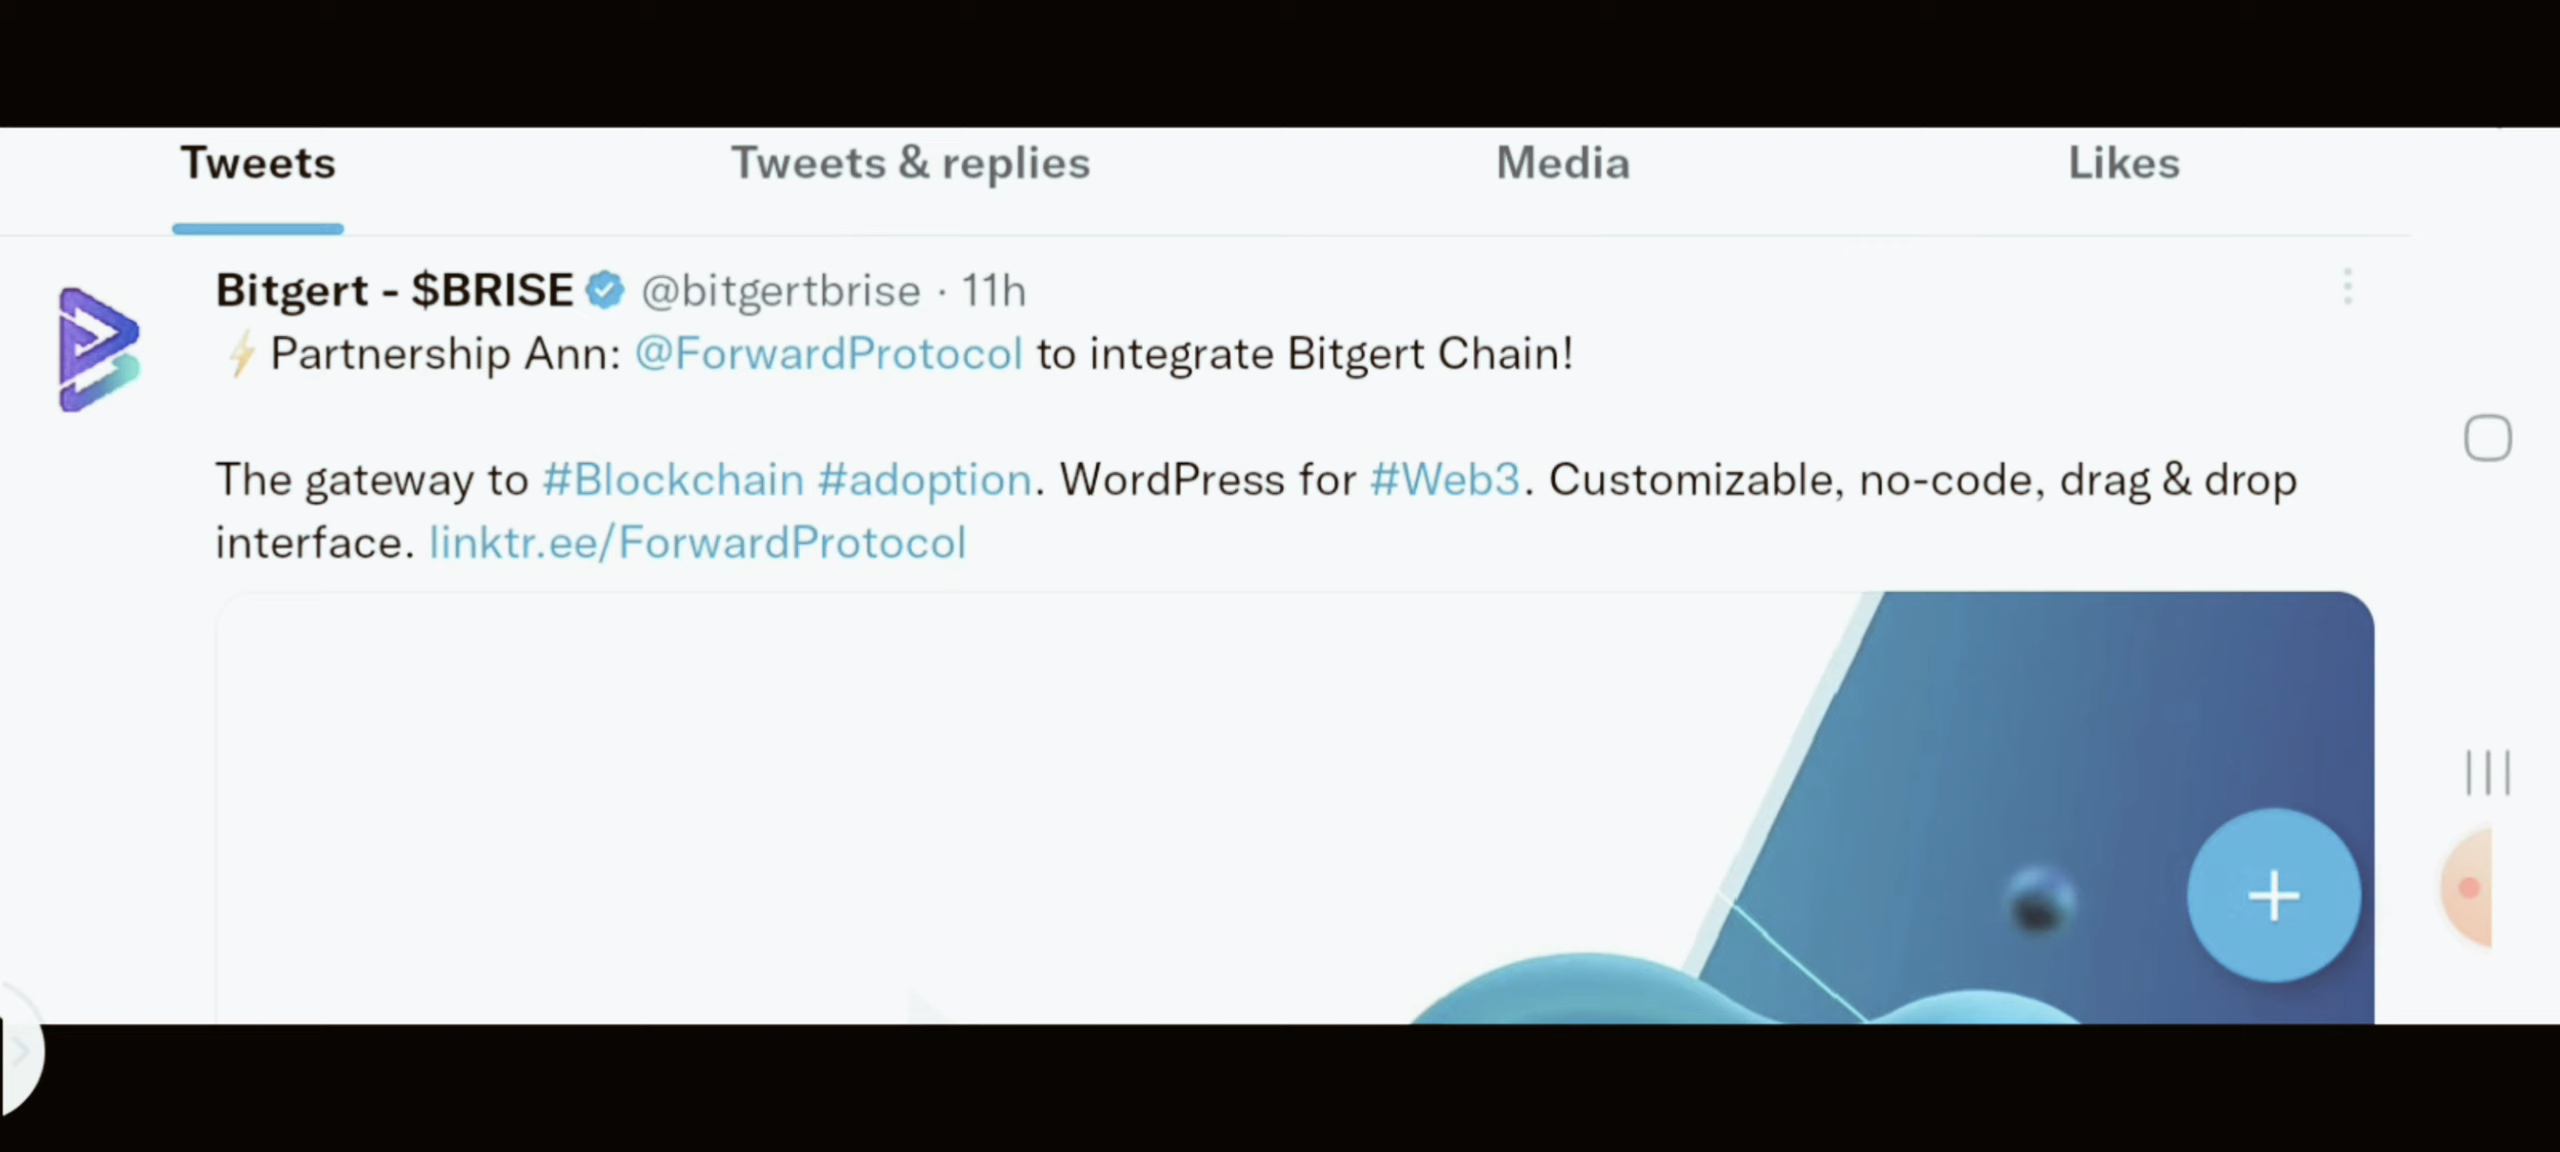 Tweets
Tweets & replies
Media
Likes
Bitgert - $BRISE @bitgertbrise · 11h
⚡Partnership Ann: @ForwardProtocol to integrate Bitgert Chain!
The gateway to #Blockchain #adoption. WordPress for #Web3. Customizable, no-code, drag & drop
interface. linktr.ee/ForwardProtocol